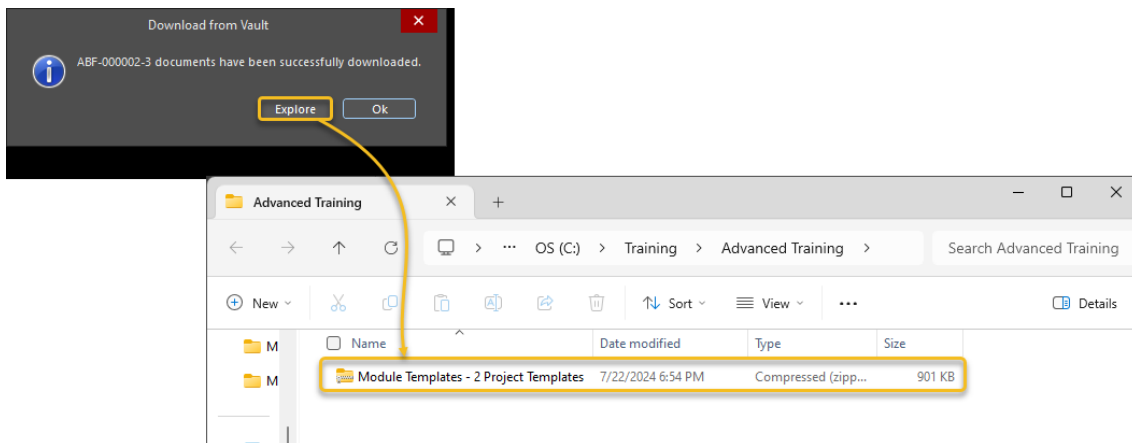 Download from Vault
ABF-000002-3 documents have been successfully downloaded.
Explore Ok
Advanced Training
... OS (C:) > Training > Advanced Training > Search Advanced Training
New Sort View ... Details
Name Date modified Type Size
M
Module Templates - 2 Project Templates 7/22/2024 6:54 PM Compressed (zipp... 901 KB
M